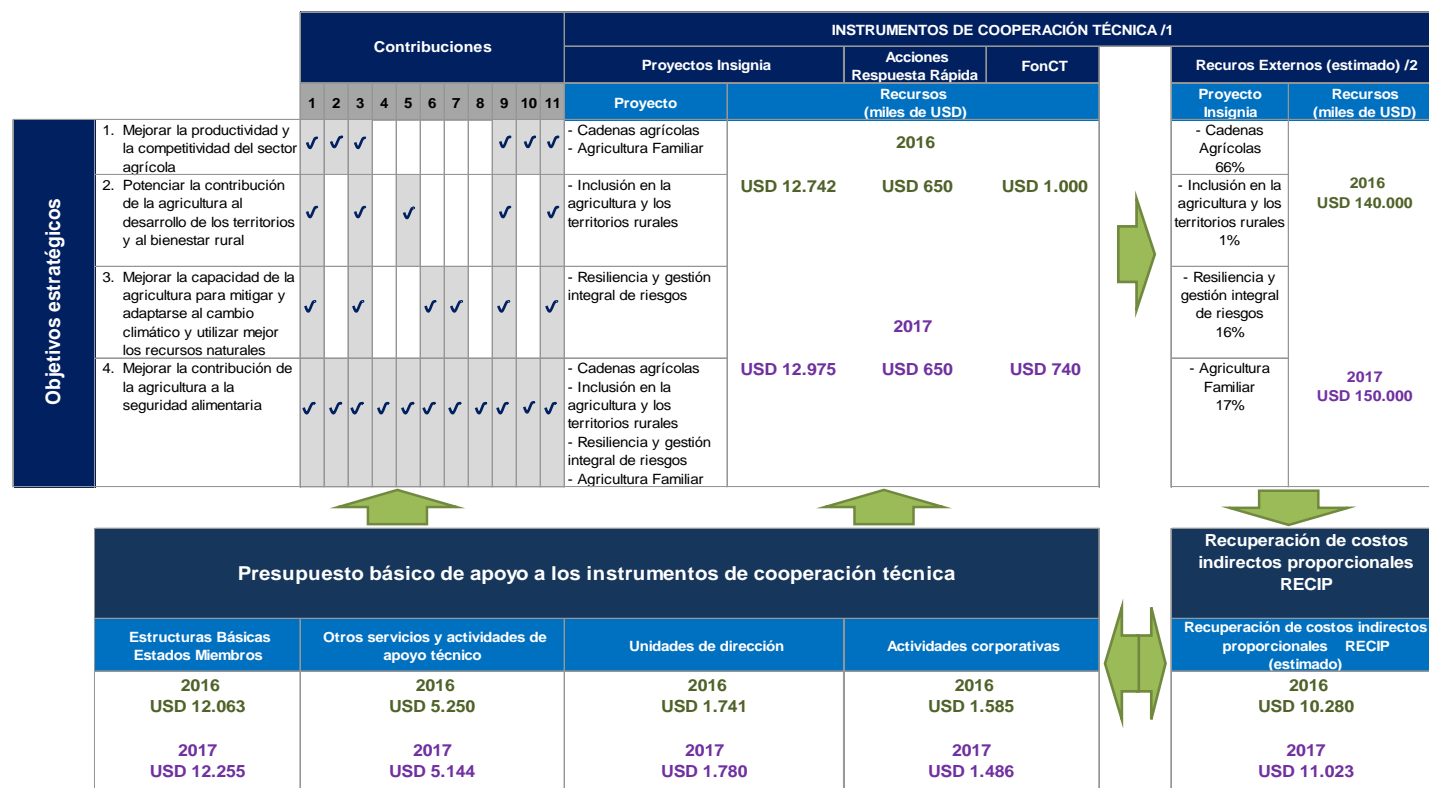 Contribuciones
INSTRUMENTOS DE COOPERACIÓN TÉCNICA /1
Proyectos Insignia
Acciones
Respuesta Rápida
FonCT
Recuros Externos (estimado) /2
1 2 3 4 5 6 7 8 9 10 11
Proyecto
Recursos
(miles de USD)
Proyecto
Insignia
Recursos
(miles de USD)
Objetivos estratégicos
1. Mejorar la productividad y
la competitividad del sector
agrícola
✓ ✓ ✓ ✓ ✓ ✓
- Cadenas agrícolas
- Agricultura Familiar
2016
- Cadenas
Agrícolas
66%
2. Potenciar la contribución
de la agricultura al
desarrollo de los territorios
y al bienestar rural
✓ ✓ ✓ ✓ ✓
- Inclusión en la
agricultura y los
territorios rurales
USD 12.742 USD 650 USD 1.000
- Inclusión en la
agricultura y los
territorios rurales
1%
2016
USD 140.000
3. Mejorar la capacidad de la
agricultura para mitigar y
adaptarse al cambio
climático y utilizar mejor
los recursos naturales
✓ ✓ ✓ ✓ ✓ ✓
- Resiliencia y gestión
integral de riesgos
2017
- Resiliencia y
gestión integral
de riesgos
16%
4. Mejorar la contribución de
la agricultura a la
seguridad alimentaria
✓ ✓ ✓ ✓ ✓ ✓ ✓ ✓ ✓ ✓ ✓
- Cadenas agrícolas
- Inclusión en la
agricultura y los
territorios rurales
- Resiliencia y gestión
integral de riesgos
- Agricultura Familiar
USD 12.975 USD 650 USD 740
- Agricultura
Familiar
17%
2017
USD 150.000
Presupuesto básico de apoyo a los instrumentos de cooperación técnica
Recuperación de costos
indirectos proporcionales
RECIP
Estructuras Básicas
Estados Miembros
Otros servicios y actividades de
apoyo técnico
Unidades de dirección
Actividades corporativas
Recuperación de costos indirectos
proporcionales RECIP
(estimado)
2016
USD 12.063
2016
USD 5.250
2016
USD 1.741
2016
USD 1.585
2016
USD 10.280
2017
USD 12.255
2017
USD 5.144
2017
USD 1.780
2017
USD 1.486
2017
USD 11.023